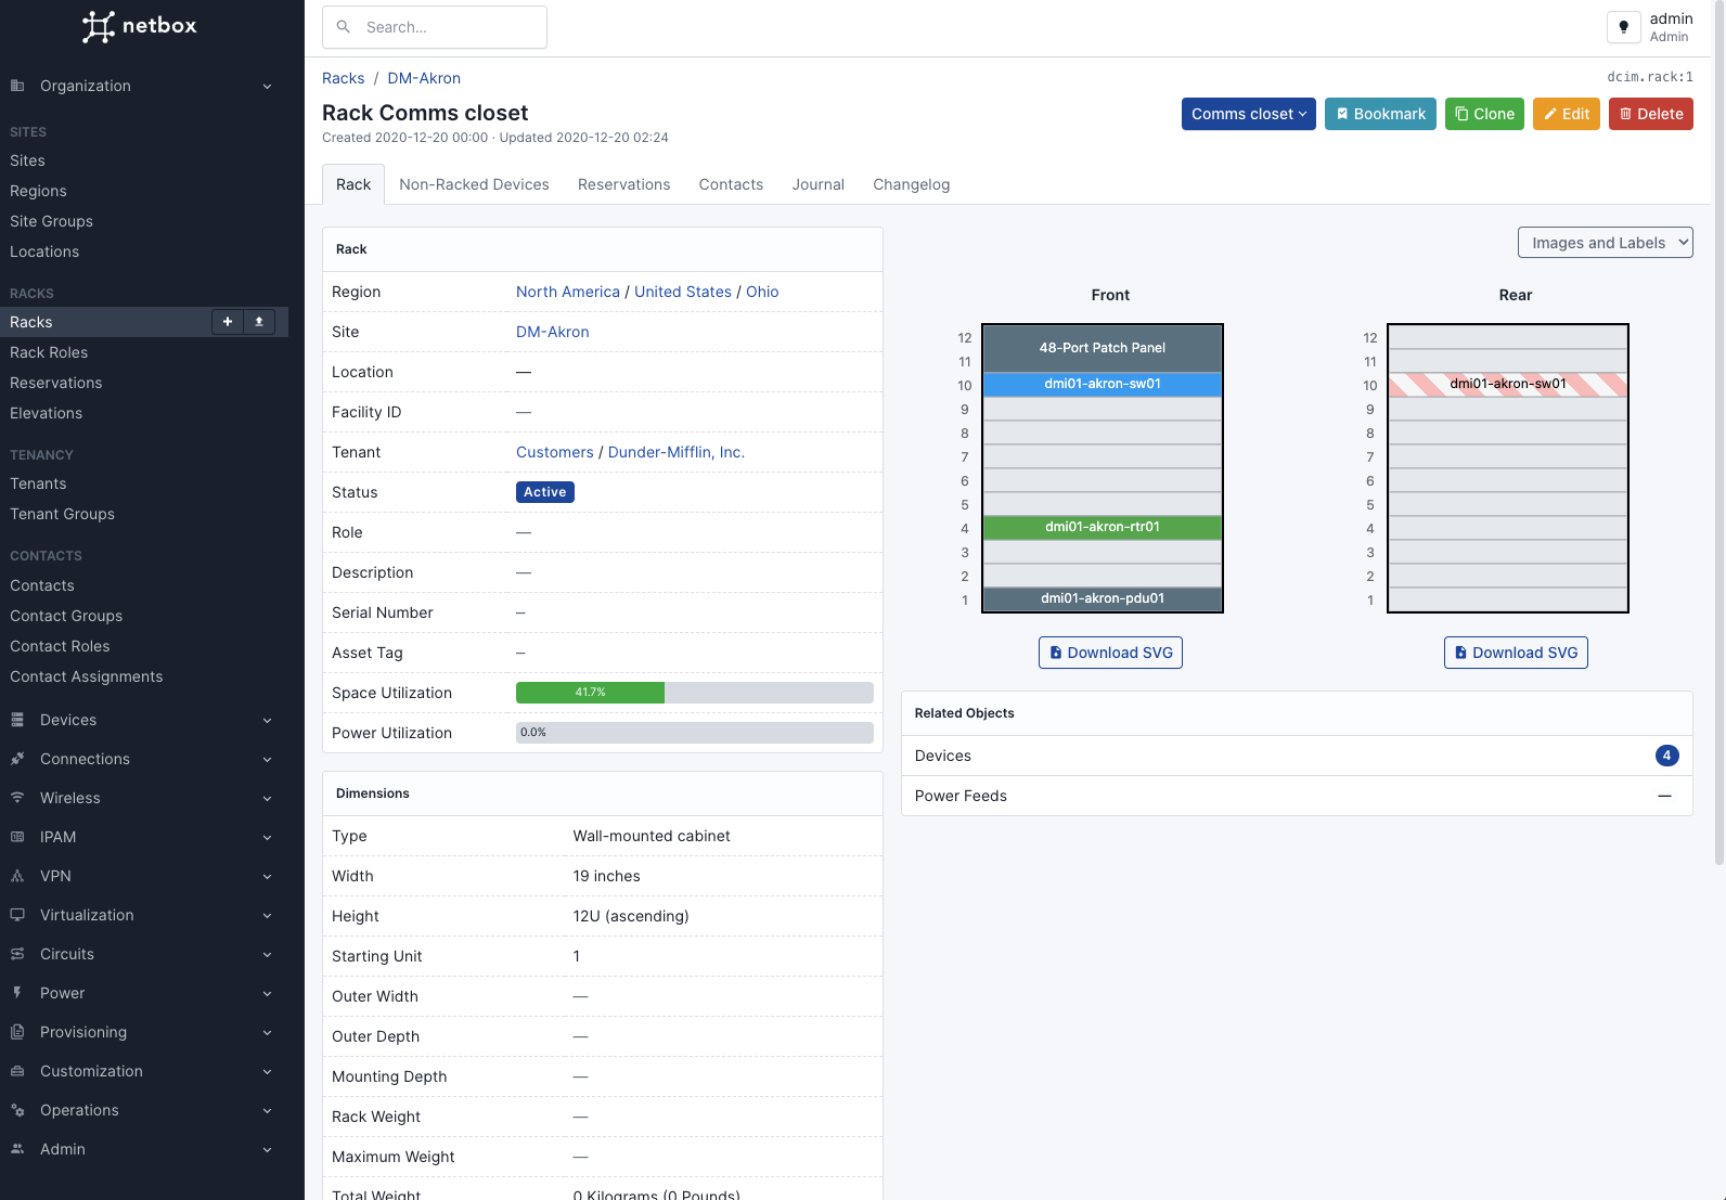 netbox
Search...
admin
Admin
Organization
SITES
Sites
Regions
Site Groups
Locations
RACKS
Racks
Rack Roles
Reservations
Elevations
TENANCY
Tenants
Tenant Groups
CONTACTS
Contacts
Contact Groups
Contact Roles
Contact Assignments
Devices
Connections
Wireless
IPAM
VPN
Virtualization
Circuits
Power
Provisioning
Customization
Operations
Admin
Racks / DM-Akron
dcim.rack:1
Rack Comms closet
Created 2020-12-20 00:00 · Updated 2020-12-20 02:24
Comms closet
Bookmark
Clone
Edit
Delete
Rack
Non-Racked Devices
Reservations
Contacts
Journal
Changelog
Rack
Region North America / United States / Ohio
Site DM-Akron
Location —
Facility ID —
Tenant Customers / Dunder-Mifflin, Inc.
Status Active
Role —
Description —
Serial Number –
Asset Tag –
Space Utilization 41.7%
Power Utilization 0.0%
Dimensions
Type Wall-mounted cabinet
Width 19 inches
Height 12U (ascending)
Starting Unit 1
Outer Width —
Outer Depth —
Mounting Depth —
Rack Weight —
Maximum Weight —
Total Weight 0 Kilograms (0 Pounds)
Images and Labels
Front
12
48-Port Patch Panel
11
10 dmi01-akron-sw01
9
8
7
6
5
4 dmi01-akron-rtr01
3
2
1 dmi01-akron-pdu01
Download SVG
Rear
12
11
10 dmi01-akron-sw01
9
8
7
6
5
4
3
2
1
Download SVG
Related Objects
Devices 4
Power Feeds —